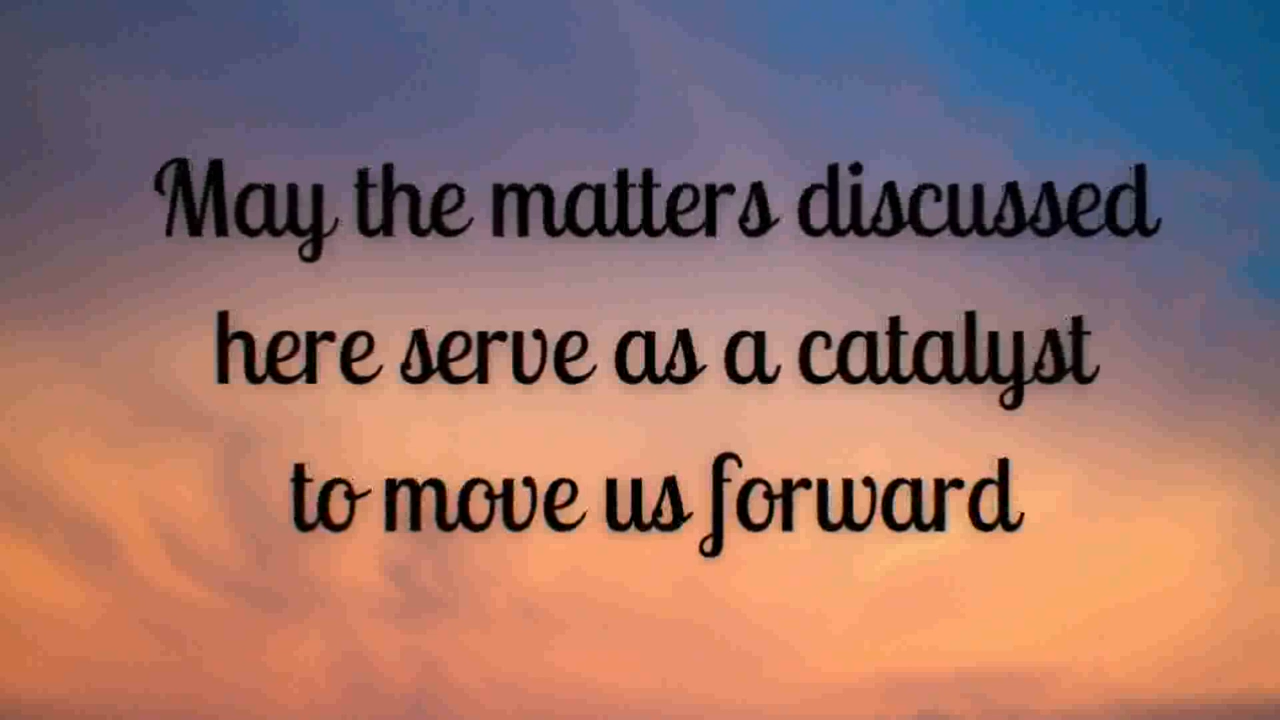 May the matters discussed
here serve as a catalyst
to move us forward